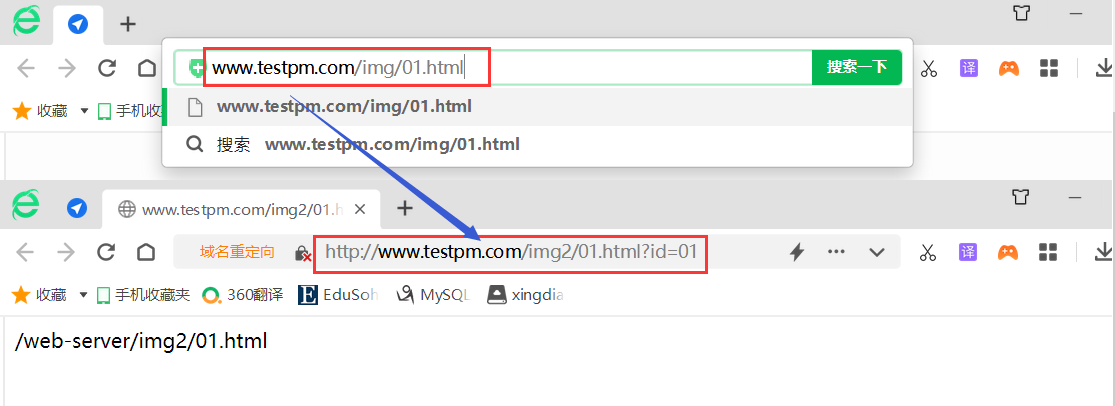 www.testpm.com/img/01.html 搜索一下 译
收藏 手机收
www.testpm.com/img/01.html
搜索 www.testpm.com/img/01.html
www.testpm.com/img2/01.h
域名重定向 http://www.testpm.com/img2/01.html?id=01 译
收藏 手机收藏夹 360翻译 EduSoh MySQL xingdia
/web-server/img2/01.html